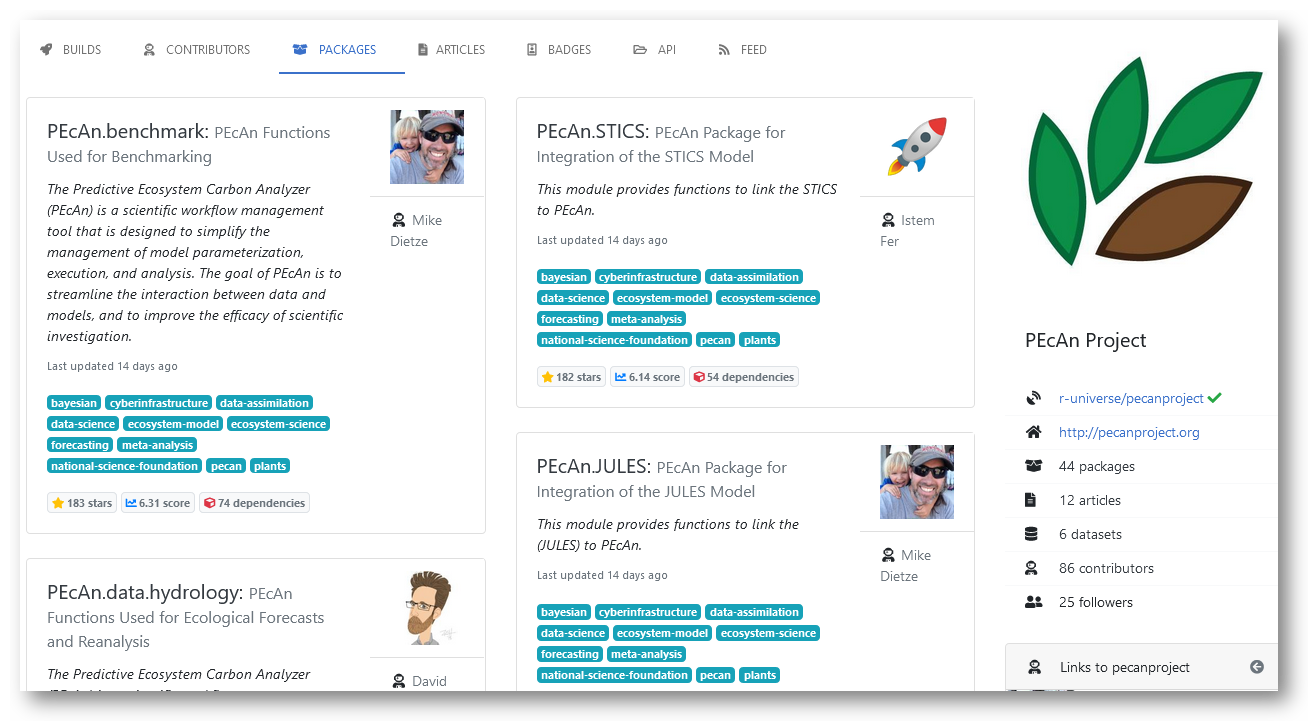 BUILDS CONTRIBUTORS PACKAGES ARTICLES BADGES API FEED
PEcAn.benchmark: PEcAn Functions
Used for Benchmarking
The Predictive Ecosystem Carbon Analyzer
(PEcAn) is a scientific workflow management
tool that is designed to simplify the
management of model parameterization,
execution, and analysis. The goal of PEcAn is to
streamline the interaction between data and
models, and to improve the efficacy of scientific
investigation.
Last updated 14 days ago
bayesian cyberinfrastructure data-assimilation
data-science ecosystem-model ecosystem-science
forecasting meta-analysis
national-science-foundation pecan plants
183 stars 6.31 score 74 dependencies
Mike
Dietze
PEcAn.data.hydrology: PEcAn
Functions Used for Ecological Forecasts
and Reanalysis
The Predictive Ecosystem Carbon Analyzer
David
PEcAn.STICS: PEcAn Package for
Integration of the STICS Model
This module provides functions to link the STICS
to PEcAn.
Last updated 14 days ago
bayesian cyberinfrastructure data-assimilation
data-science ecosystem-model ecosystem-science
forecasting meta-analysis
national-science-foundation pecan plants
182 stars 6.14 score 54 dependencies
Istem
Fer
PEcAn.JULES: PEcAn Package for
Integration of the JULES Model
This module provides functions to link the
(JULES) to PEcAn.
Last updated 14 days ago
bayesian cyberinfrastructure data-assimilation
data-science ecosystem-model ecosystem-science
forecasting meta-analysis
national-science-foundation pecan plants
Mike
Dietze
PEcAn Project
r-universe/pecanproject
http://pecanproject.org
44 packages
12 articles
6 datasets
86 contributors
25 followers
Links to pecanproject